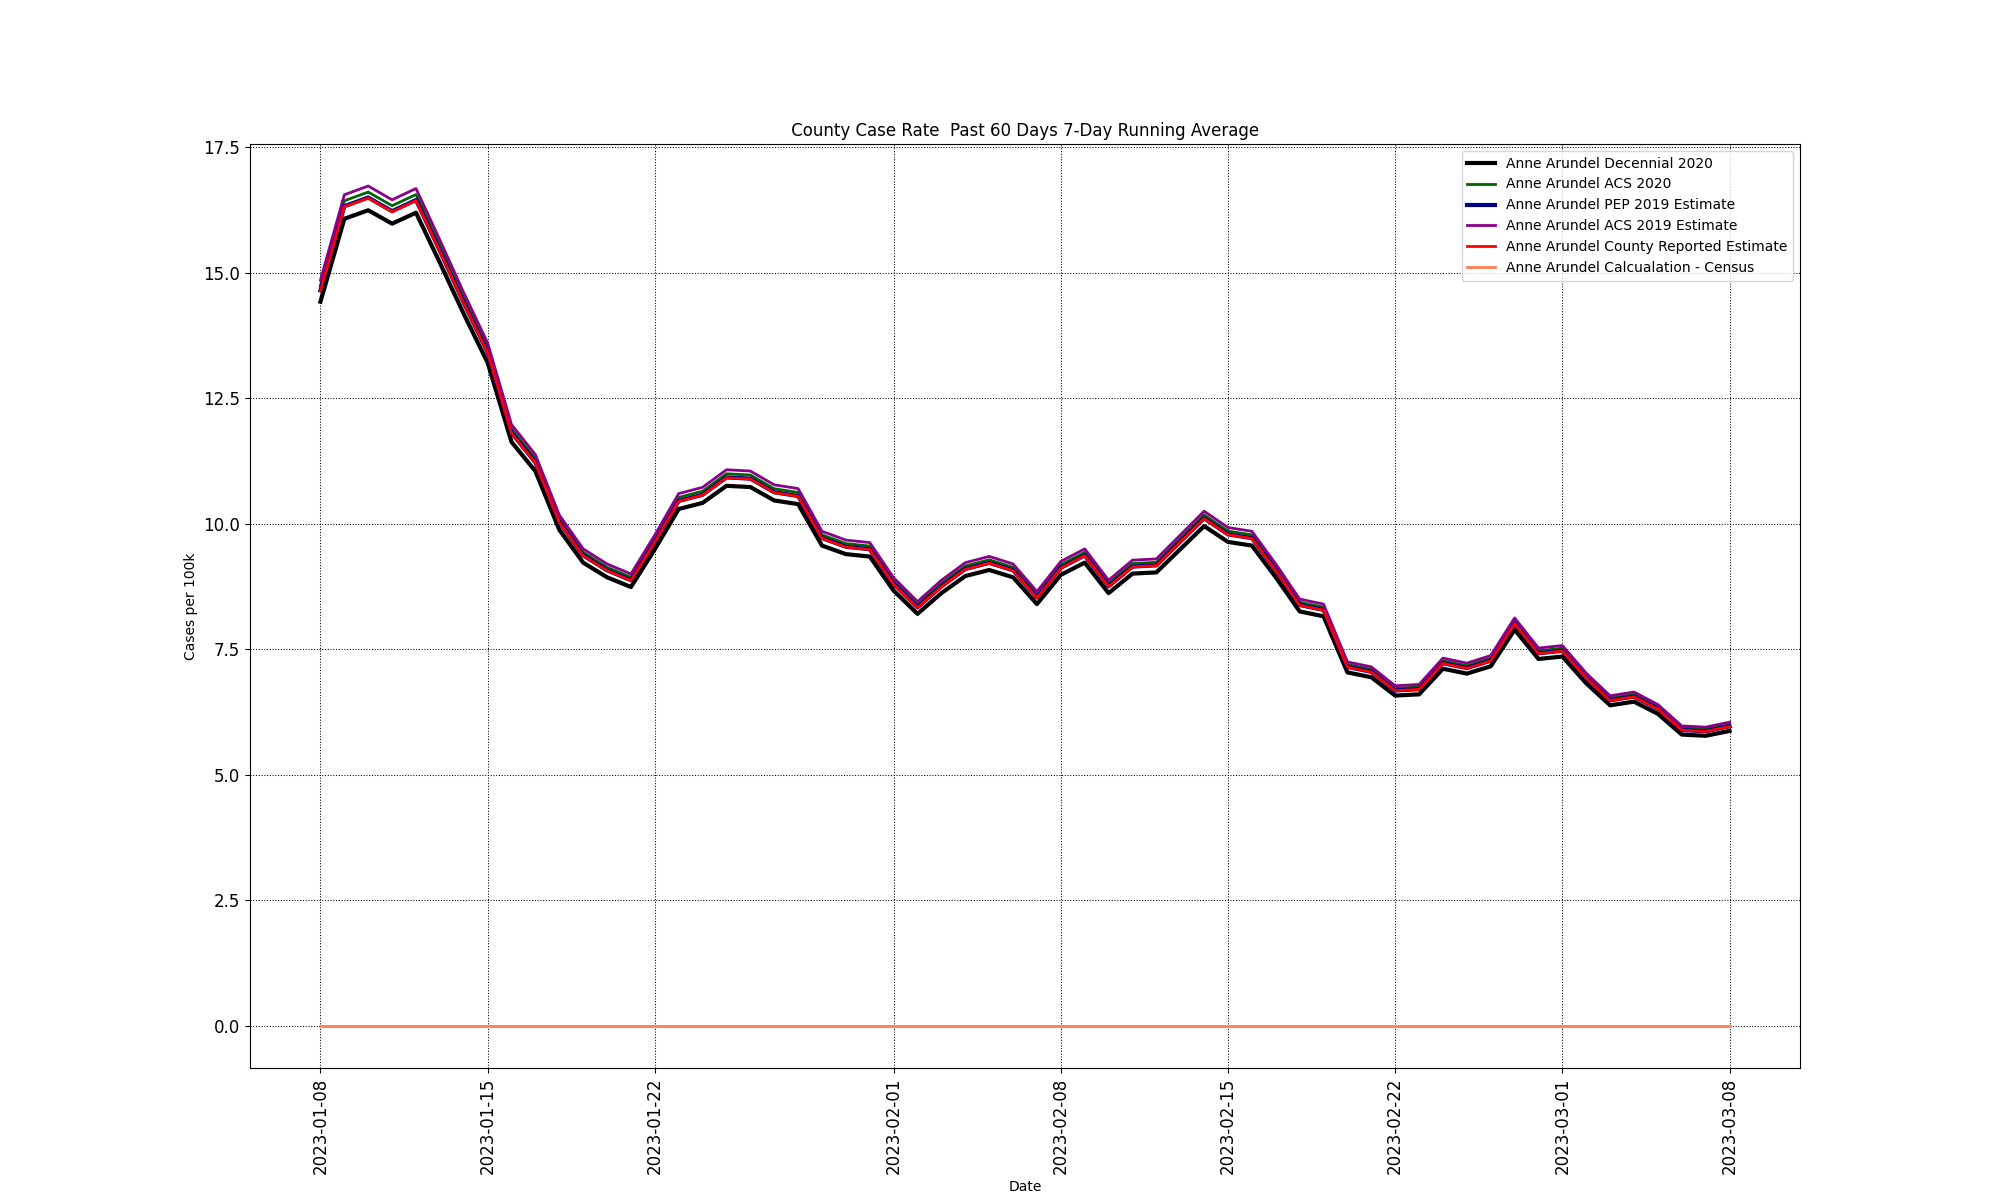 County Case Rate  Past 60 Days 7-Day Running Average
Anne Arundel Decennial 2020
Anne Arundel ACS 2020
Anne Arundel PEP 2019 Estimate
Anne Arundel ACS 2019 Estimate
Anne Arundel County Reported Estimate
Anne Arundel Calcualation - Census
Cases per 100k
17.5
15.0
12.5
10.0
7.5
5.0
2.5
0.0
2023-01-08
2023-01-15
2023-01-22
2023-02-01
2023-02-08
2023-02-15
2023-02-22
2023-03-01
2023-03-08
Date